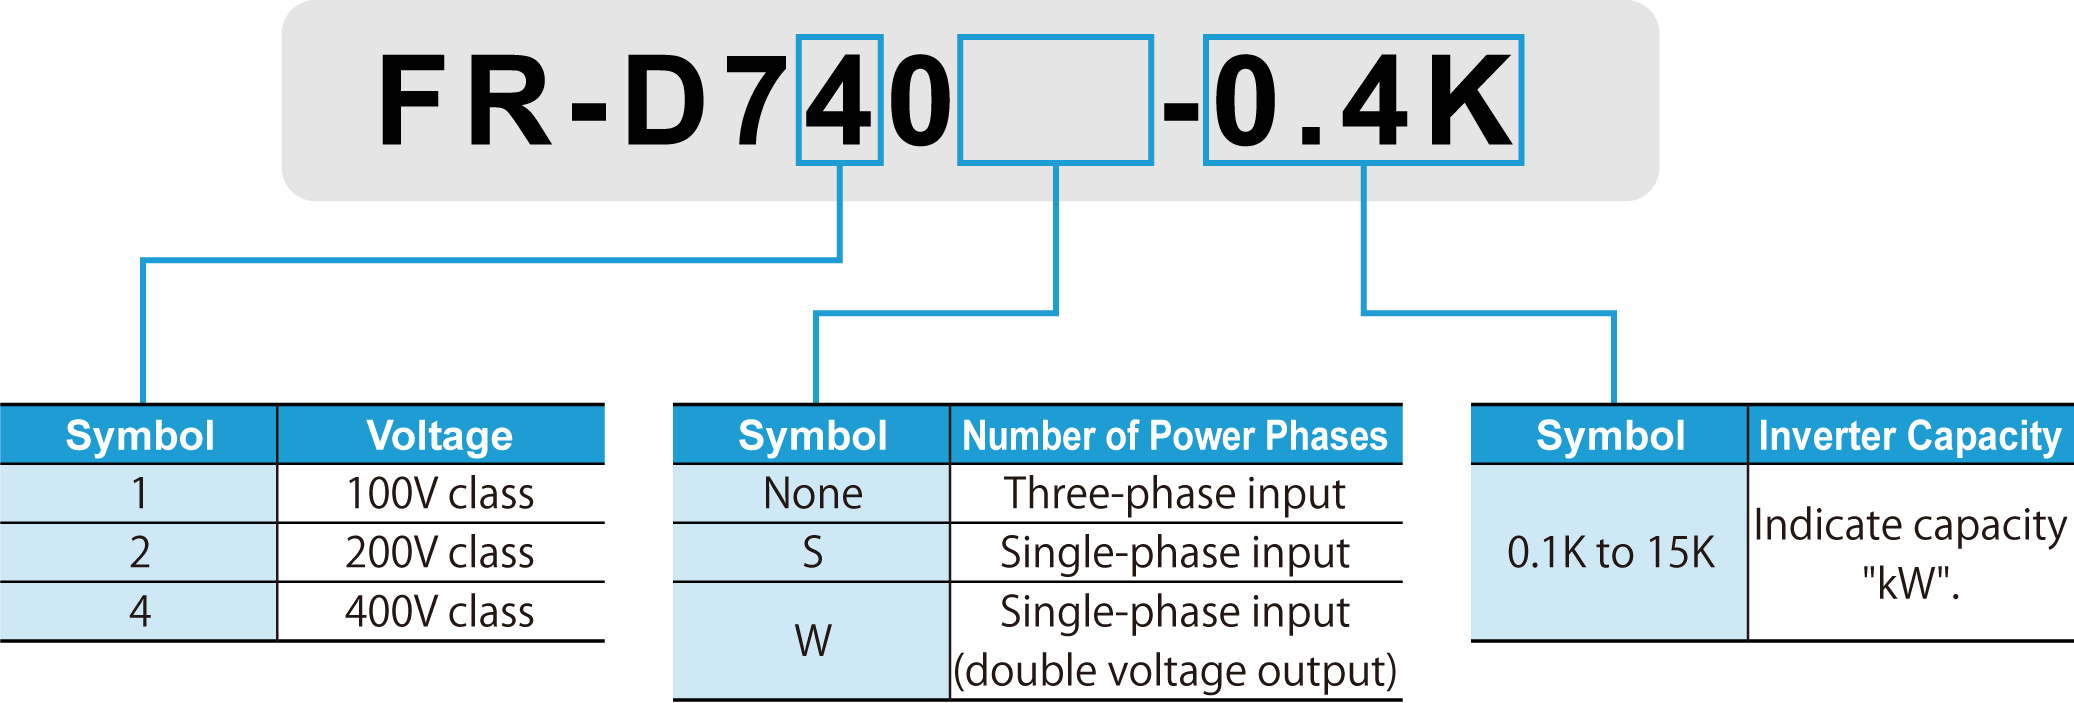 FR-D740 -0.4K
Symbol Voltage
1 100V class
2 200V class
4 400V class
Symbol Number of Power Phases
None Three-phase input
S Single-phase input
W Single-phase input
(double voltage output)
Symbol Inverter Capacity
0.1K to 15K Indicate capacity
"kW".